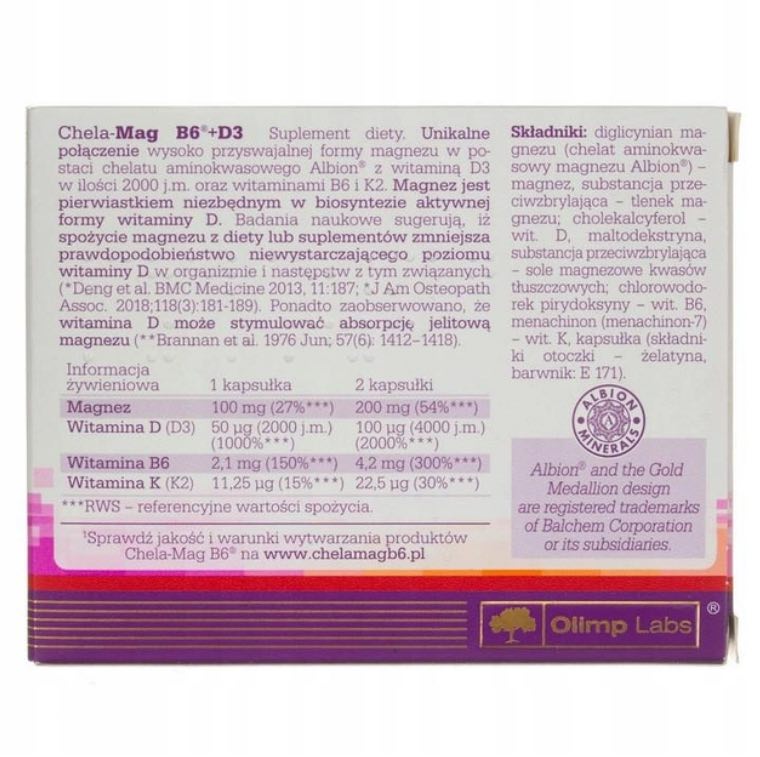 Chela-Mag B6®+D3 Suplement diety. Unikalne
połączenie wysoko przyswajalnej formy magnezu w po-
staci chelatu aminokwasowego Albion® z witaminą D3
w ilości 2000 j.m. oraz witaminami B6 i K2. Magnez jest
pierwiastkiem niezbędnym w biosyntezie aktywnej
formy witaminy D. Badania naukowe sugerują, iż
spożycie magnezu z diety lub suplementów zmniejsza
prawdopodobieństwo niewystarczającego poziomu
witaminy D w organizmie i następstw z tym związanych
(*Deng et al. BMC Medicine 2013, 11:187; *J Am Osteopath
Assoc. 2018;118(3):181-189). Ponadto zaobserwowano, że
witamina D może stymulować absorpcję jelitową
magnezu (**Brannan et al. 1976 Jun; 57(6): 1412–1418).
Informacja
żywieniowa 1 kapsułka 2 kapsułki
Magnez 100 mg (27%***) 200 mg (54%***)
Witamina D (D3) 50 µg (2000 j.m.) 100 µg (4000 j.m.)
(1000%***) (2000%***)
Witamina B6 2,1 mg (150%***) 4,2 mg (300%***)
Witamina K (K2) 11,25 µg (15%***) 22,5 µg (30%***)
***RWS – referencyjne wartości spożycia.
¹Sprawdź jakość i warunki wytwarzania produktów
Chela-Mag B6® na www.chelamagb6.pl
Składniki: diglicynian ma-
gnezu (chelat aminokwa-
sowy magnezu Albion®) –
magnez, substancja prze-
ciwzbrylająca – tlenek ma-
gnezu; cholekalcyferol –
wit. D, maltodekstryna,
substancja przeciwzbrylająca
– sole magnezowe kwasów
tłuszczowych; chlorowodo-
rek pirydoksyny – wit. B6,
menachinon (menachinon-7)
– wit. K, kapsułka (składni-
ki otoczki – żelatyna,
barwnik: E 171).
ALBION
A
MINERALS
Albion® and the Gold
Medallion design
are registered trademarks
of Balchem Corporation
or its subsidiaries.
Olimp Labs ®